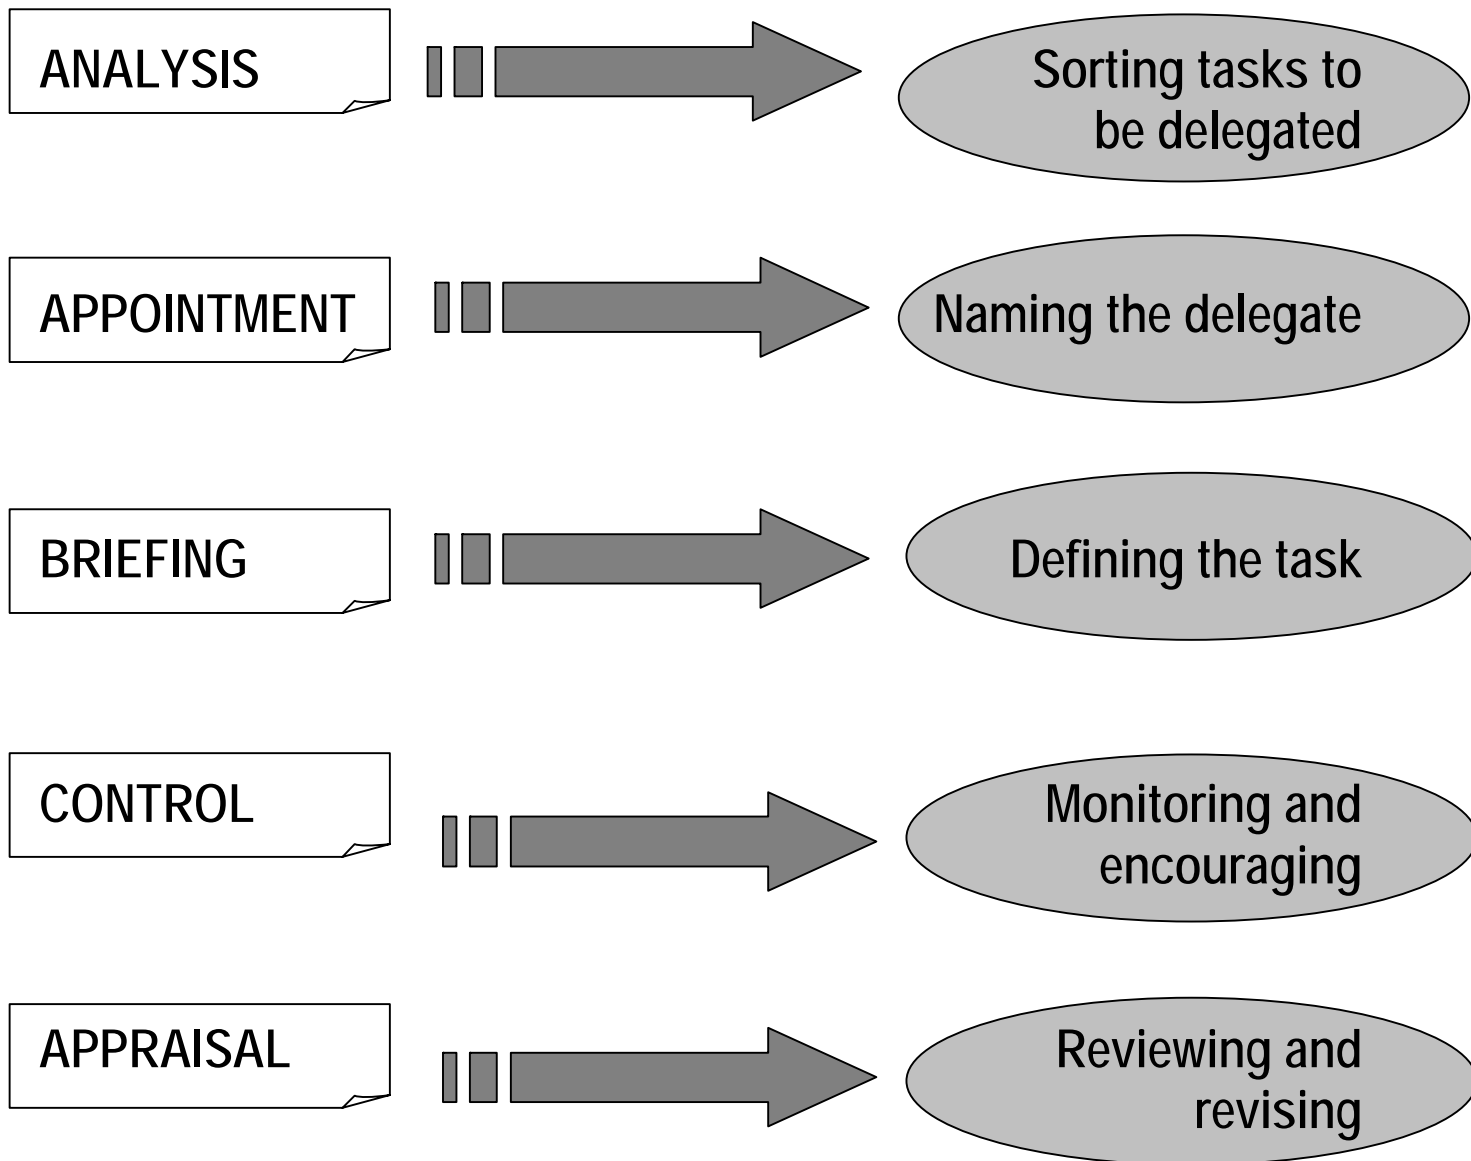 ANALYSIS
Sorting tasks to
be delegated
APPOINTMENT
Naming the delegate
BRIEFING
Defining the task
CONTROL
Monitoring and
encouraging
APPRAISAL
Reviewing and
revising